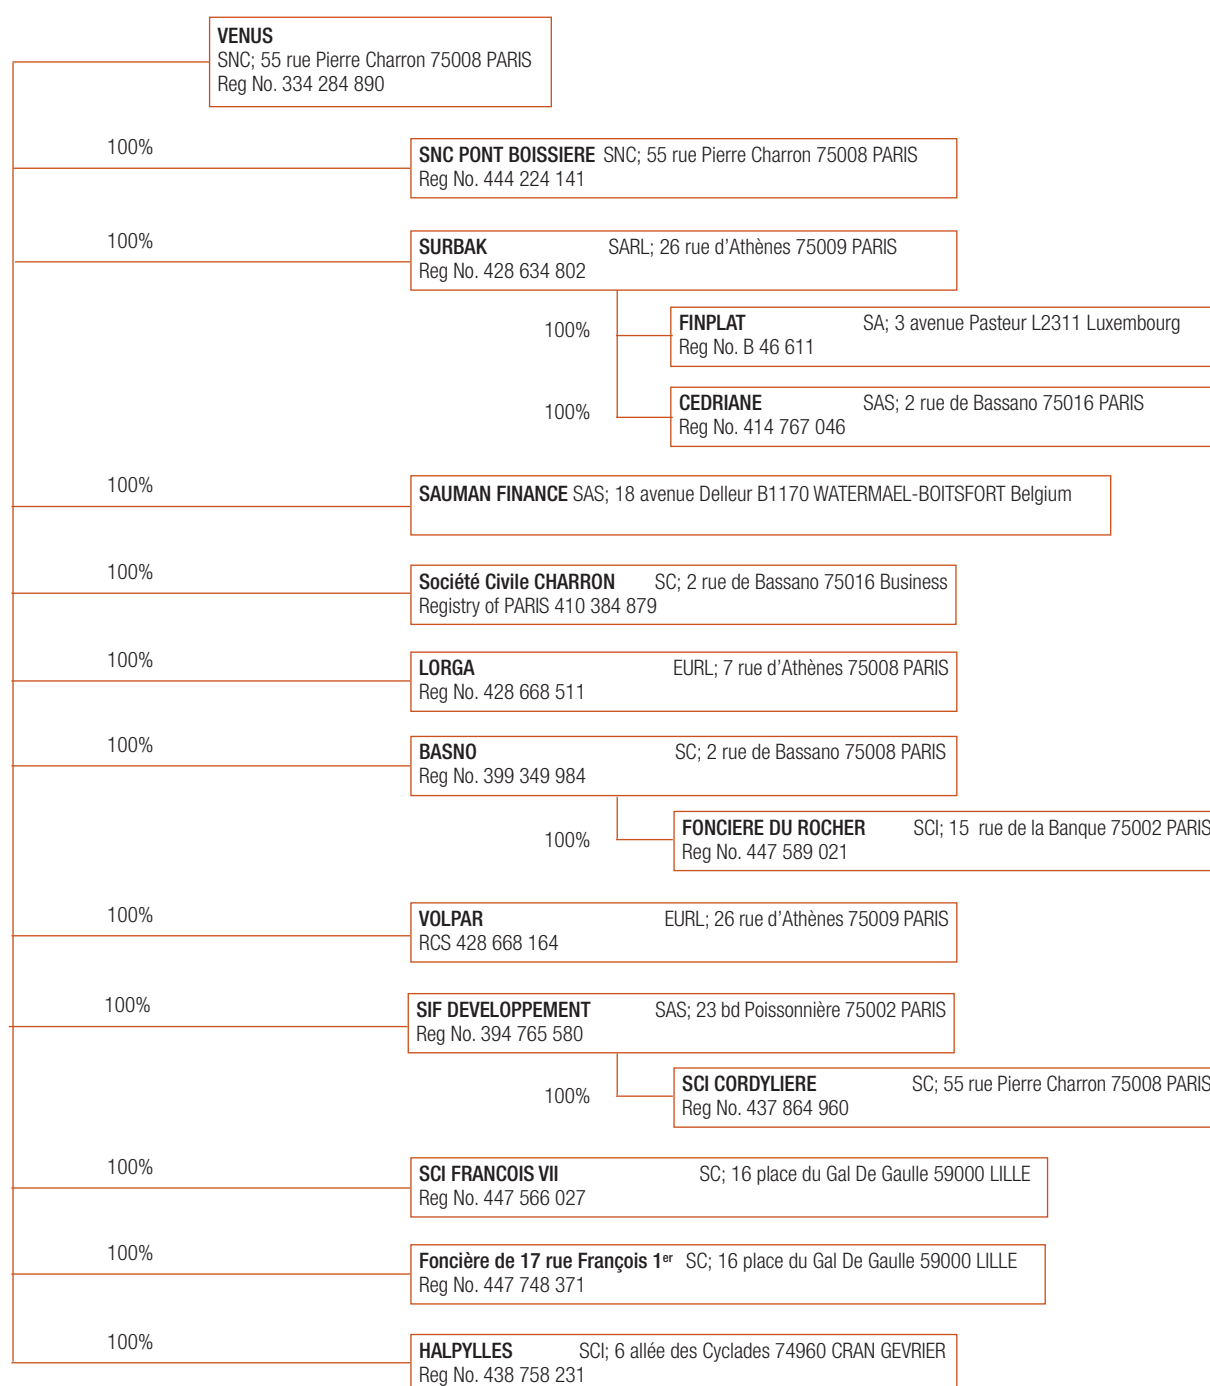 VENUS
SNC; 55 rue Pierre Charron 75008 PARIS
Reg No. 334 284 890
100%
SNC PONT BOISSIERE SNC; 55 rue Pierre Charron 75008 PARIS
Reg No. 444 224 141
100%
SURBAK SARL; 26 rue d’Athènes 75009 PARIS
Reg No. 428 634 802
100%
FINPLAT SA; 3 avenue Pasteur L2311 Luxembourg
Reg No. B 46 611
100%
CEDRIANE SAS; 2 rue de Bassano 75016 PARIS
Reg No. 414 767 046
100%
SAUMAN FINANCE SAS; 18 avenue Delleur B1170 WATERMAEL-BOITSFORT Belgium
100%
Société Civile CHARRON SC; 2 rue de Bassano 75016 Business
Registry of PARIS 410 384 879
100%
LORGA EURL; 7 rue d’Athènes 75008 PARIS
Reg No. 428 668 511
100%
BASNO SC; 2 rue de Bassano 75008 PARIS
Reg No. 399 349 984
100%
FONCIERE DU ROCHER SCI; 15 rue de la Banque 75002 PARIS
Reg No. 447 589 021
100%
VOLPAR EURL; 26 rue d’Athènes 75009 PARIS
RCS 428 668 164
100%
SIF DEVELOPPEMENT SAS; 23 bd Poissonnière 75002 PARIS
Reg No. 394 765 580
100%
SCI CORDYLIERE SC; 55 rue Pierre Charron 75008 PARIS
Reg No. 437 864 960
100%
SCI FRANCOIS VII SC; 16 place du Gal De Gaulle 59000 LILLE
Reg No. 447 566 027
100%
Foncière de 17 rue François 1er SC; 16 place du Gal De Gaulle 59000 LILLE
Reg No. 447 748 371
100%
HALPYLLES SCI; 6 allée des Cyclades 74960 CRAN GEVRIER
Reg No. 438 758 231